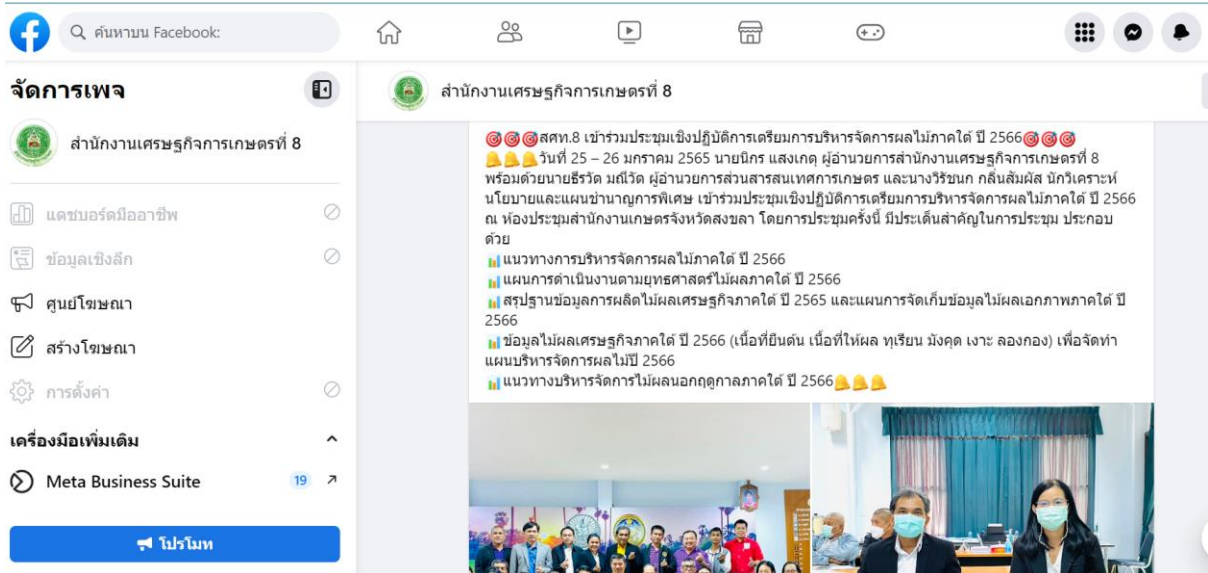 ค้นหาบน Facebook:
จัดการเพจ
สำนักงานเศรษฐกิจการเกษตรที่ 8
แดชบอร์ดมืออาชีพ
ข้อมูลเชิงลึก
ศูนย์โฆษณา
สร้างโฆษณา
การตั้งค่า
เครื่องมือเพิ่มเติม
Meta Business Suite 19
โปรโมท
สำนักงานเศรษฐกิจการเกษตรที่ 8
🎯🎯🎯สศท.8 เข้าร่วมประชุมเชิงปฏิบัติการเตรียมการบริหารจัดการผลไม้ภาคใต้ ปี 2566🎯🎯🎯
🔔🔔🔔วันที่ 25 – 26 มกราคม 2565 นายนิกร แสงเกตุ ผู้อำนวยการสำนักงานเศรษฐกิจการเกษตรที่ 8
พร้อมด้วยนายธีรวัด มณีวัด ผู้อำนวยการส่วนสารสนเทศการเกษตร และนางวิรัชนก กลิ่นสัมผัส นักวิเคราะห์
นโยบายและแผนชำนาญการพิเศษ เข้าร่วมประชุมเชิงปฏิบัติการเตรียมการบริหารจัดการผลไม้ภาคใต้ ปี 2566
ณ ห้องประชุมสำนักงานเกษตรจังหวัดสงขลา โดยการประชุมครั้งนี้ มีประเด็นสำคัญในการประชุม ประกอบ
ด้วย
📊แนวทางการบริหารจัดการผลไม้ภาคใต้ ปี 2566
📊แผนการดำเนินงานตามยุทธศาสตร์ไม้ผลภาคใต้ ปี 2566
📊สรุปฐานข้อมูลการผลิตไม้ผลเศรษฐกิจภาคใต้ ปี 2565 และแผนการจัดเก็บข้อมูลไม้ผลเอกภาพภาคใต้ ปี
2566
📊ข้อมูลไม้ผลเศรษฐกิจภาคใต้ ปี 2566 (เนื้อที่ยืนต้น เนื้อที่ให้ผล ทุเรียน มังคุด เงาะ ลองกอง) เพื่อจัดทำ
แผนบริหารจัดการผลไม้ปี 2566
📊แนวทางบริหารจัดการไม้ผลนอกฤดูกาลภาคใต้ ปี 2566🔔🔔🔔